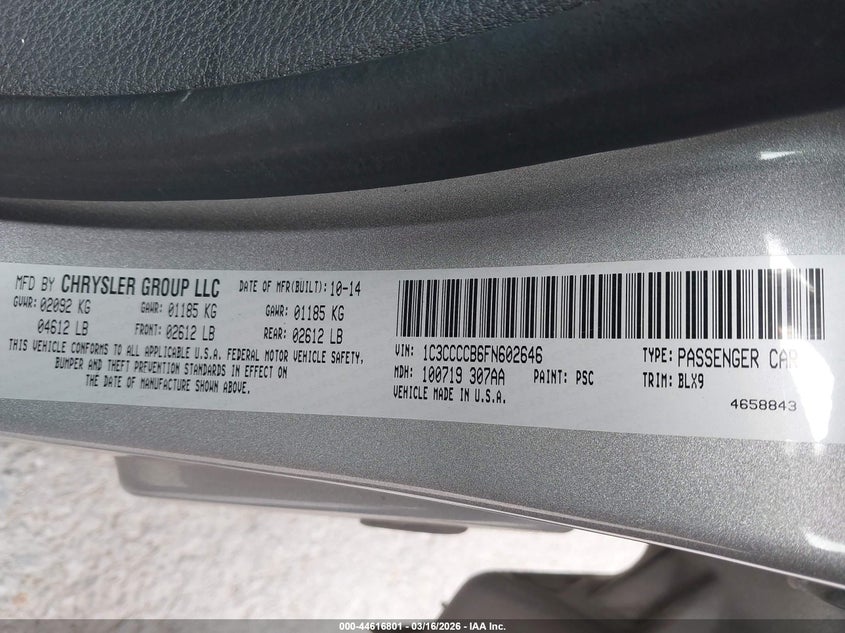 MFD BY CHRYSLER GROUP LLC DATE OF MFR(BUILT): 10-14
GVWR: 02092 KG GAWR: 01185 KG GAWR: 01185 KG
04612 LB FRONT: 02612 LB REAR: 02612 LB
THIS VEHICLE CONFORMS TO ALL APPLICABLE U.S.A. FEDERAL MOTOR VEHICLE SAFETY,
BUMPER AND THEFT PREVENTION STANDARDS IN EFFECT ON
THE DATE OF MANUFACTURE SHOWN ABOVE.
VIN: 1C3CCCCB6FN602646 TYPE: PASSENGER CAR
MDH: 100719 307AA PAINT: PSC TRIM: BLX9
VEHICLE MADE IN U.S.A.
4658843
000-44616801 - 03/16/2026 - IAA Inc.